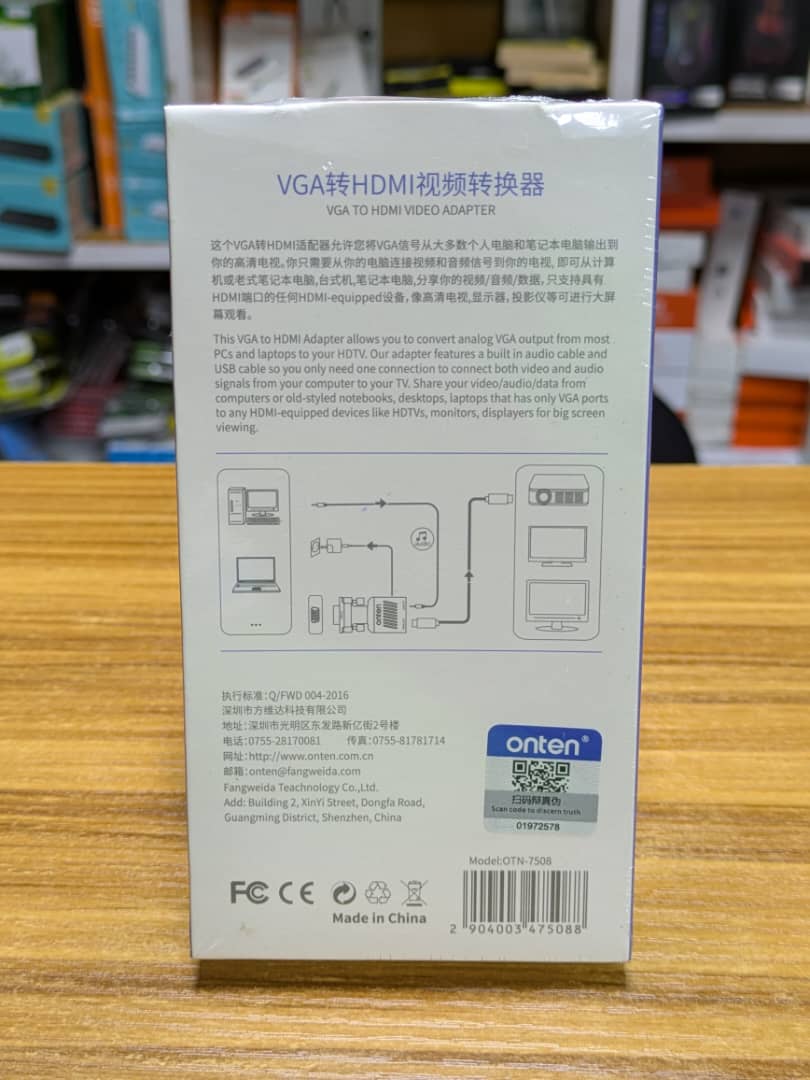 VGA转HDMI视频转换器
VGA TO HDMI VIDEO ADAPTER
这个VGA转HDMI适配器允许您将VGA信号从大多数个人电脑和笔记本电脑输出到
你的高清电视。你只需要从你的电脑连接视频和音频信号到你的电视, 即可从计算
机或老式笔记本电脑,台式机,笔记本电脑,分享你的视频/音频/数据，只支持具有
HDMI端口的任何HDMI-equipped设备，像高清电视,显示器，投影仪等可进行大屏
幕观看。
This VGA to HDMI Adapter allows you to convert analog VGA output from most
PCs and laptops to your HDTV. Our adapter features a built in audio cable and
USB cable so you only need one connection to connect both video and audio
signals from your computer to your TV. Share your video/audio/data from
computers or old-styled notebooks, desktops, laptops that has only VGA ports
to any HDMI-equipped devices like HDTVs, monitors, displayers for big screen
viewing.
onten
执行标准：Q/FWD 004-2016
深圳市方维达科技有限公司
地址：深圳市光明区东发路新亿街2号楼
电话：0755-28170081 传真：0755-81781714
网址：http://www.onten.com.cn
邮箱：onten@fangweida.com
Fangweida Teachnology Co.,Ltd.
Add: Building 2, XinYi Street, Dongfa Road,
Guangming District, Shenzhen, China
onten®
扫码辩真伪
Scan code to discern truth
01972578
Model:OTN-7508
FC CE
Made in China
2 904003 475088